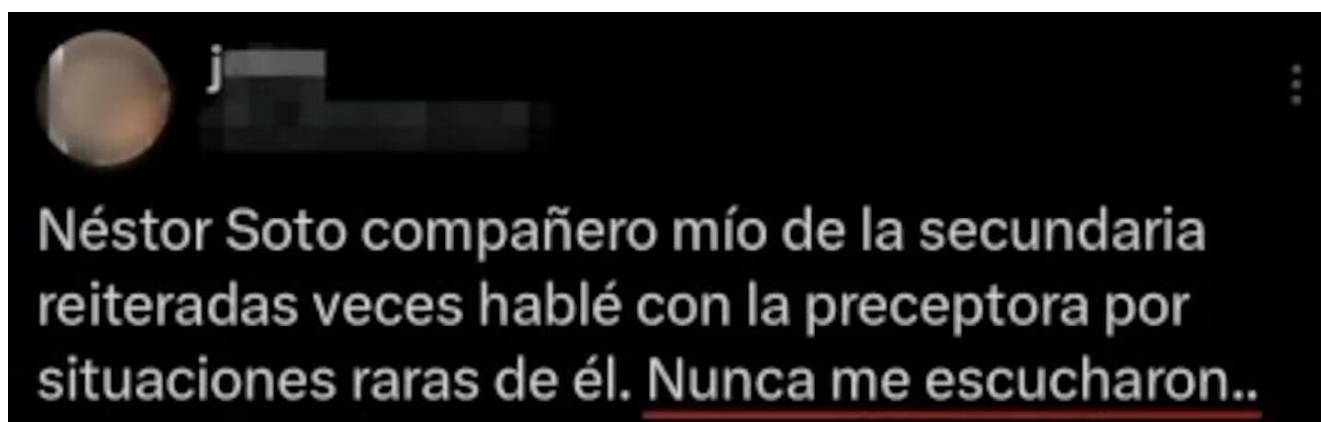 j
Néstor Soto compañero mío de la secundaria
reiteradas veces hablé con la preceptora por
situaciones raras de él. Nunca me escucharon..